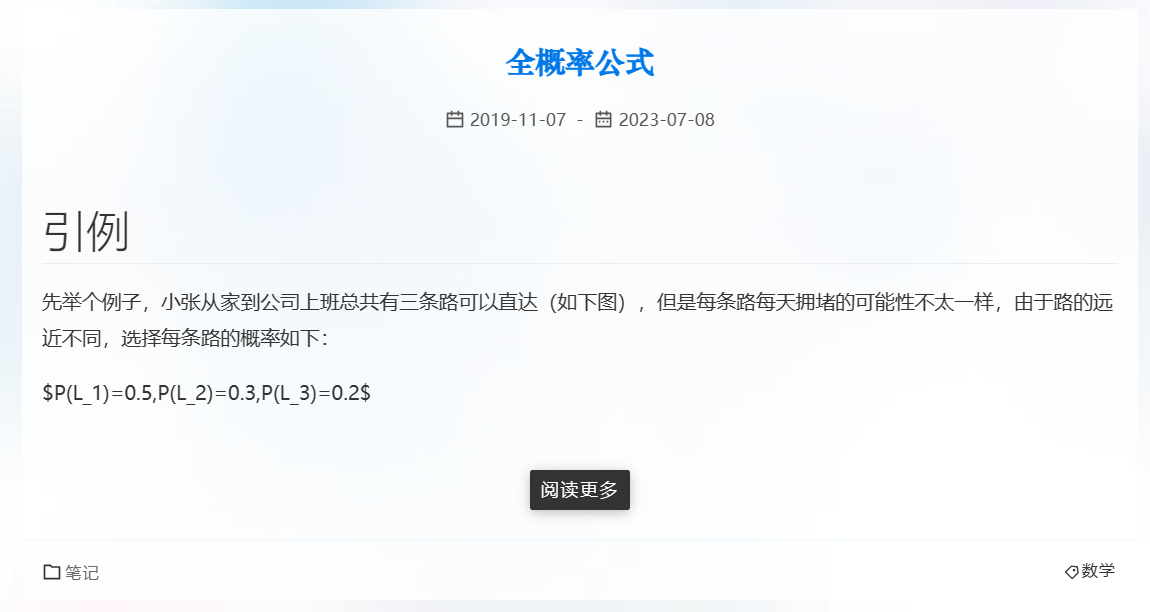 全概率公式
2019-11-07 - 2023-07-08
引例
先举个例子，小张从家到公司上班总共有三条路可以直达（如下图），但是每条路每天拥堵的可能性不太一样，由于路的远
近不同，选择每条路的概率如下：
$P(L_1)=0.5,P(L_2)=0.3,P(L_3)=0.2$
阅读更多
笔记
数学